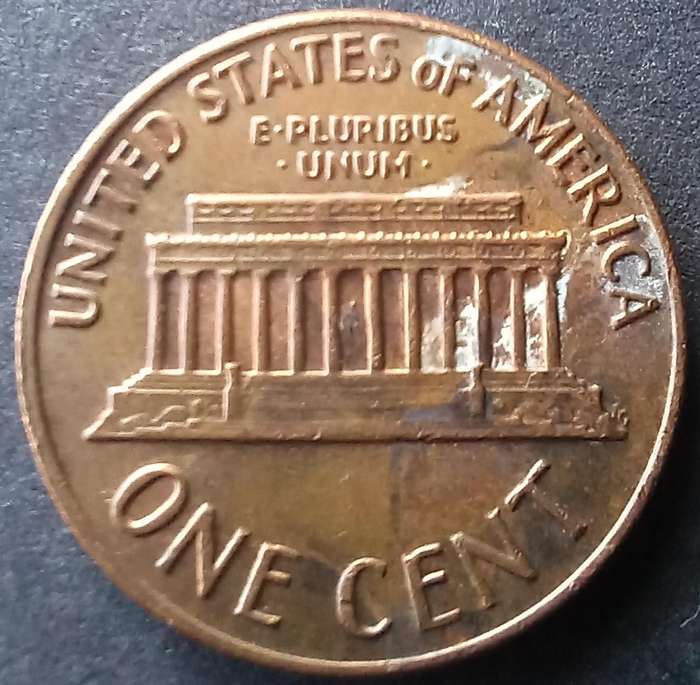 UNITED STATES OF AMERICA
E·PLURIBUS
·UNUM·
ONE CENT